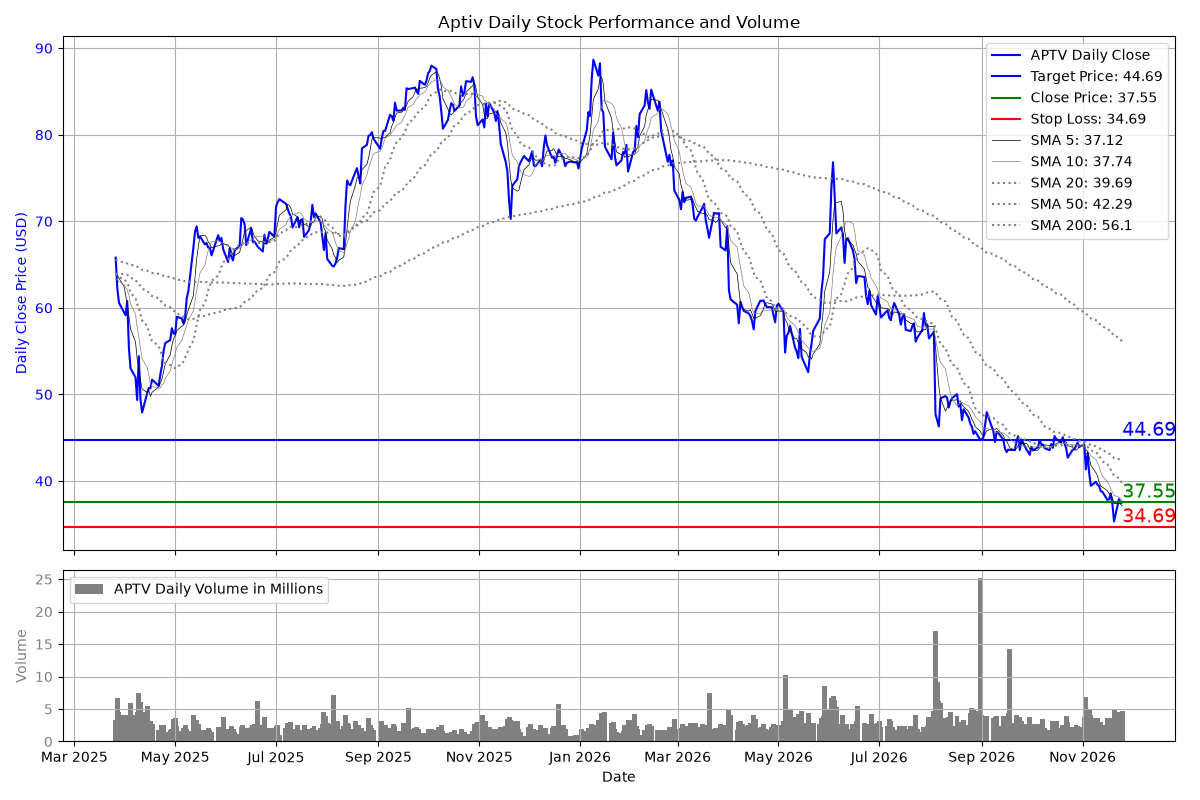 Aptiv Daily Stock Performance and Volume
Daily Close Price (USD)
90
80
70
60
50
40
APTV Daily Close
Target Price: 44.69
Close Price: 37.55
Stop Loss: 34.69
SMA 5: 37.12
SMA 10: 37.74
SMA 20: 39.69
SMA 50: 42.29
SMA 200: 56.1
44.69
37.55
34.69
Volume
25
20
15
10
5
0
APTV Daily Volume in Millions
Mar 2025 May 2025 Jul 2025 Sep 2025 Nov 2025 Jan 2026 Mar 2026 May 2026 Jul 2026 Sep 2026 Nov 2026
Date